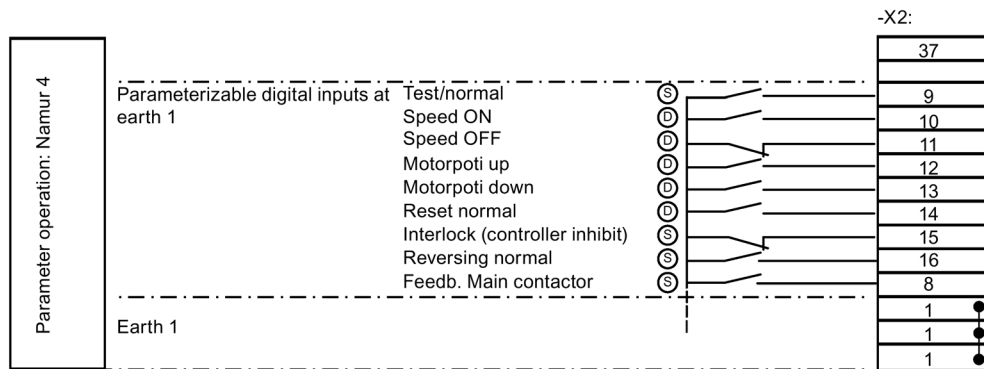 -X2:
37
Parameter operation: Namur 4
Parameterizable digital inputs at
earth 1
Test/normal S 9
Speed ON D 10
Speed OFF D 11
Motorpoti up D 12
Motorpoti down D 13
Reset normal D 14
Interlock (controller inhibit) S 15
Reversing normal S 16
Feedb. Main contactor S 8
Earth 1
1
1
1